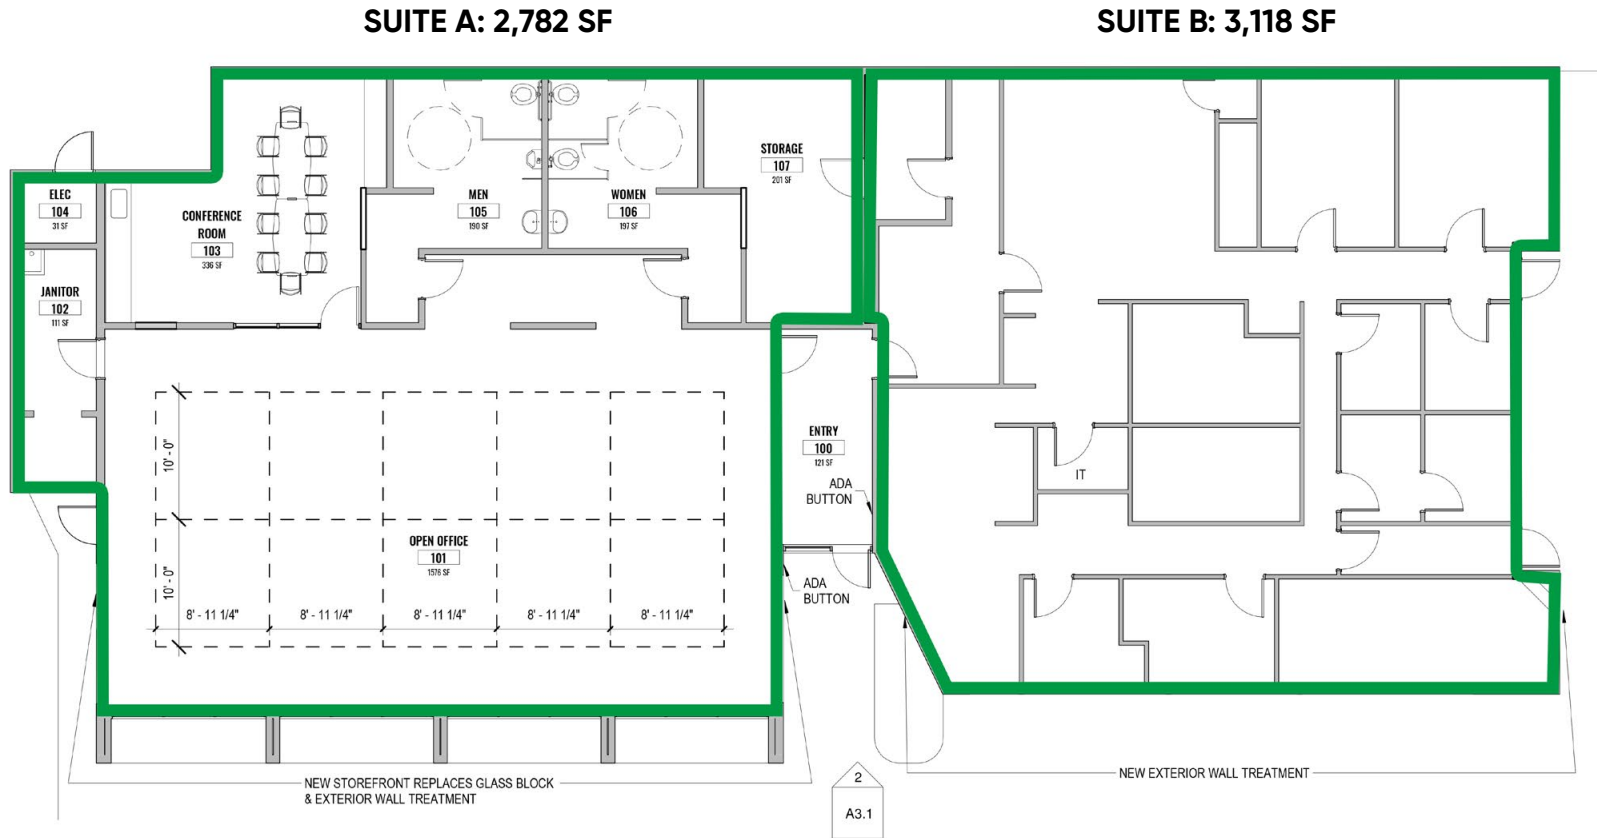 SUITE A: 2,782 SF
SUITE B: 3,118 SF
ELEC
104
31 SF
CONFERENCE
ROOM
103
336 SF
MEN
105
190 SF
WOMEN
106
197 SF
STORAGE
107
201 SF
JANITOR
102
111 SF
10' - 0"
10' - 0"
OPEN OFFICE
101
1576 SF
8' - 11 1/4"
8' - 11 1/4"
8' - 11 1/4"
8' - 11 1/4"
8' - 11 1/4"
ENTRY
100
121 SF
ADA
BUTTON
ADA
BUTTON
IT
NEW STOREFRONT REPLACES GLASS BLOCK
& EXTERIOR WALL TREATMENT
2
A3.1
NEW EXTERIOR WALL TREATMENT